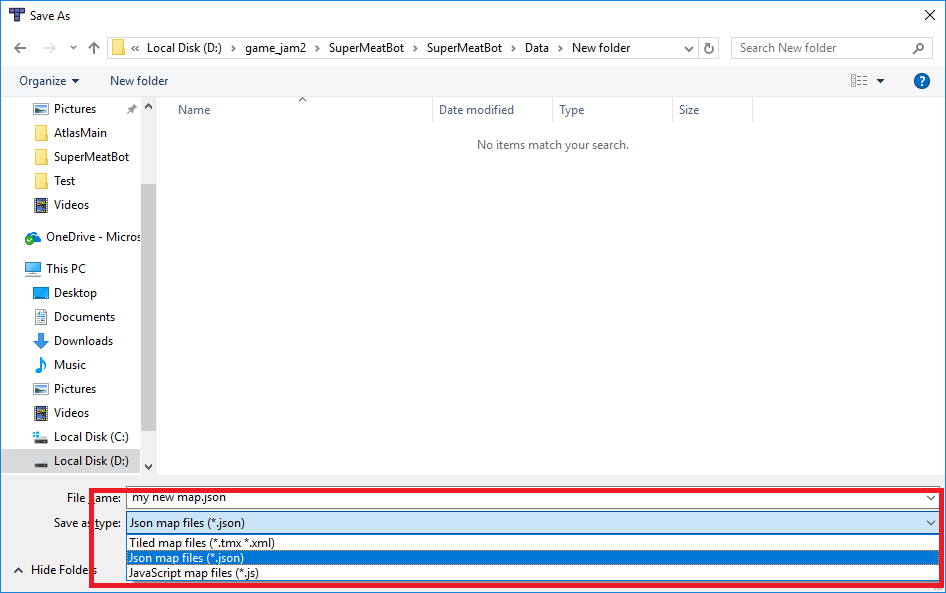 Save As
« Local Disk (D:) > game_jam2 > SuperMeatBot > SuperMeatBot > Data > New folder
Search New folder
Organize
New folder
?
Name
Date modified
Type
Size
No items match your search.
Pictures
AtlasMain
SuperMeatBot
Test
Videos
OneDrive - Micros
This PC
Desktop
Documents
Downloads
Music
Pictures
Videos
Local Disk (C:)
Local Disk (D:)
File name: my new map.json
Save as type: Json map files (*.json)
Tiled map files (*.tmx *.xml)
Json map files (*.json)
JavaScript map files (*.js)
Hide Folders